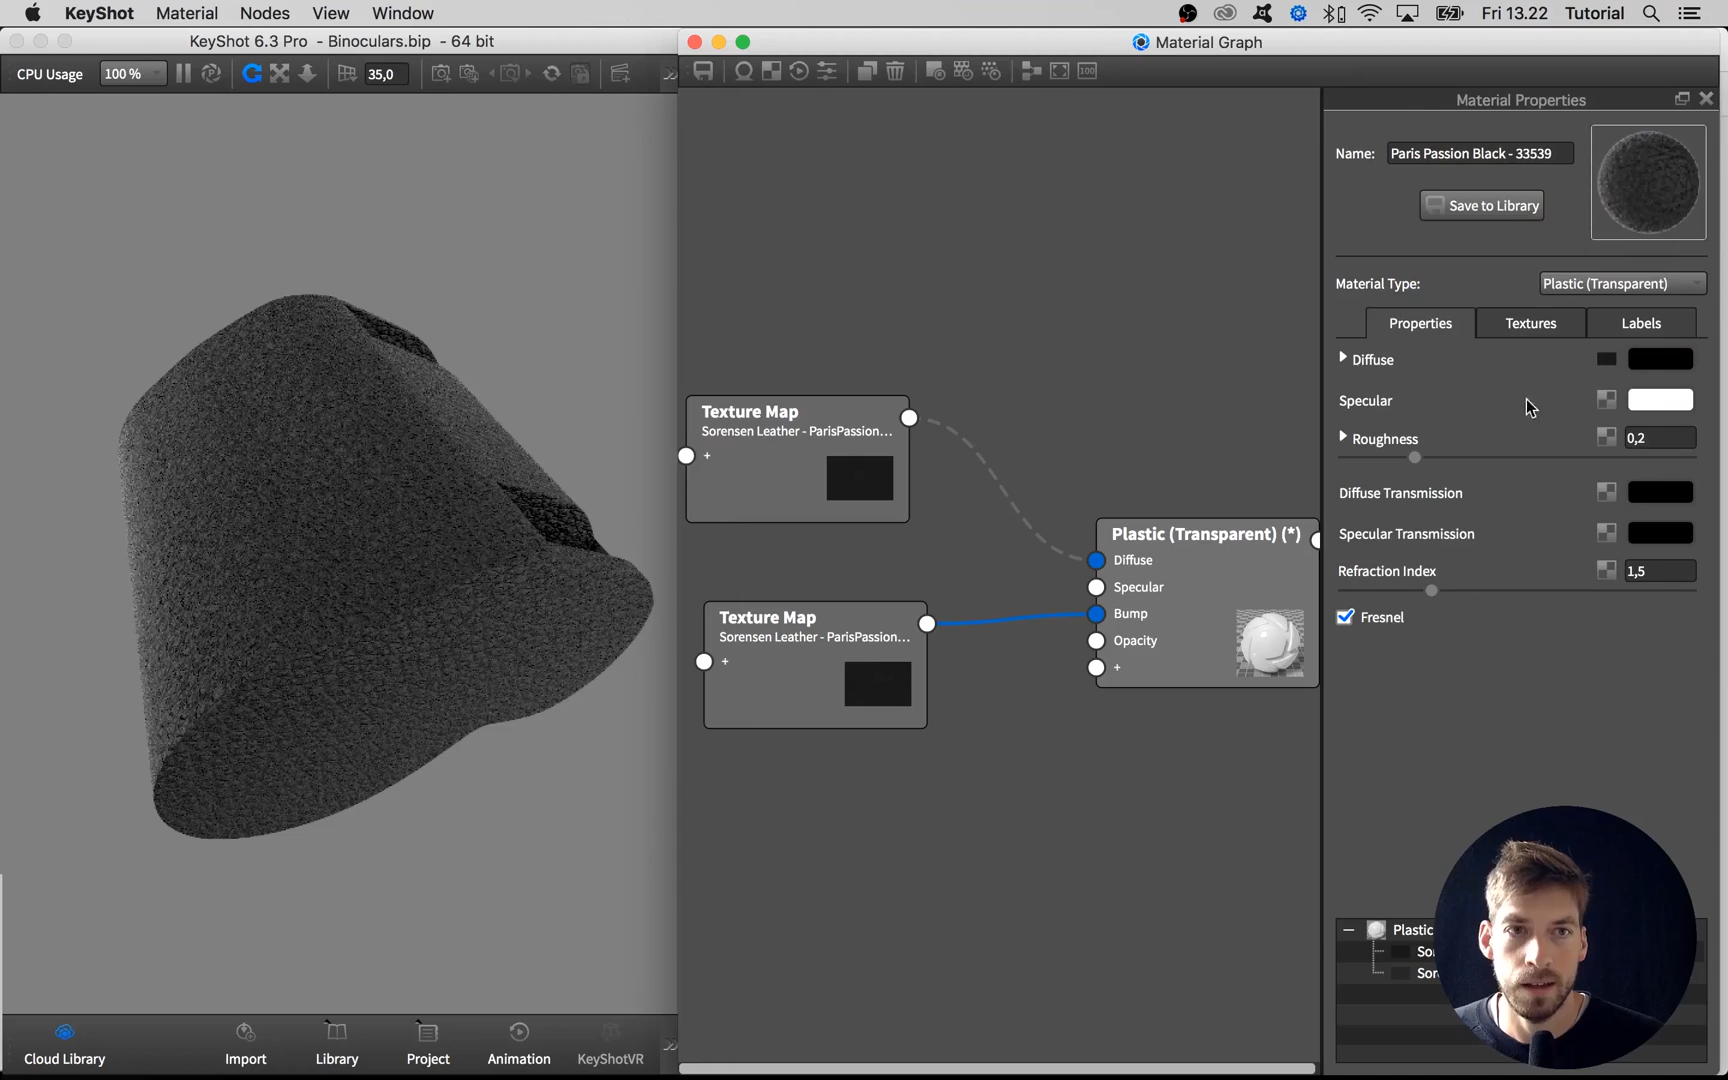 KeyShot Material Nodes View Window Fri 13.22 Tutorial
KeyShot 6.3 Pro - Binoculars.bip - 64 bit
Material Graph
CPU Usage 100 % 35,0
100
Material Properties
Name: Paris Passion Black - 33539
Save to Library
Material Type: Plastic (Transparent)
Properties Textures Labels
Diffuse
Specular
Roughness 0,2
Diffuse Transmission
Specular Transmission
Refraction Index 1,5
Fresnel
Texture Map
Sorensen Leather - ParisPassion...
+
Plastic (Transparent) (*)
Diffuse
Specular
Bump
Opacity
+
Texture Map
Sorensen Leather - ParisPassion...
+
Plastic
Sor
Sor
Cloud Library Import Library Project Animation KeyShotVR